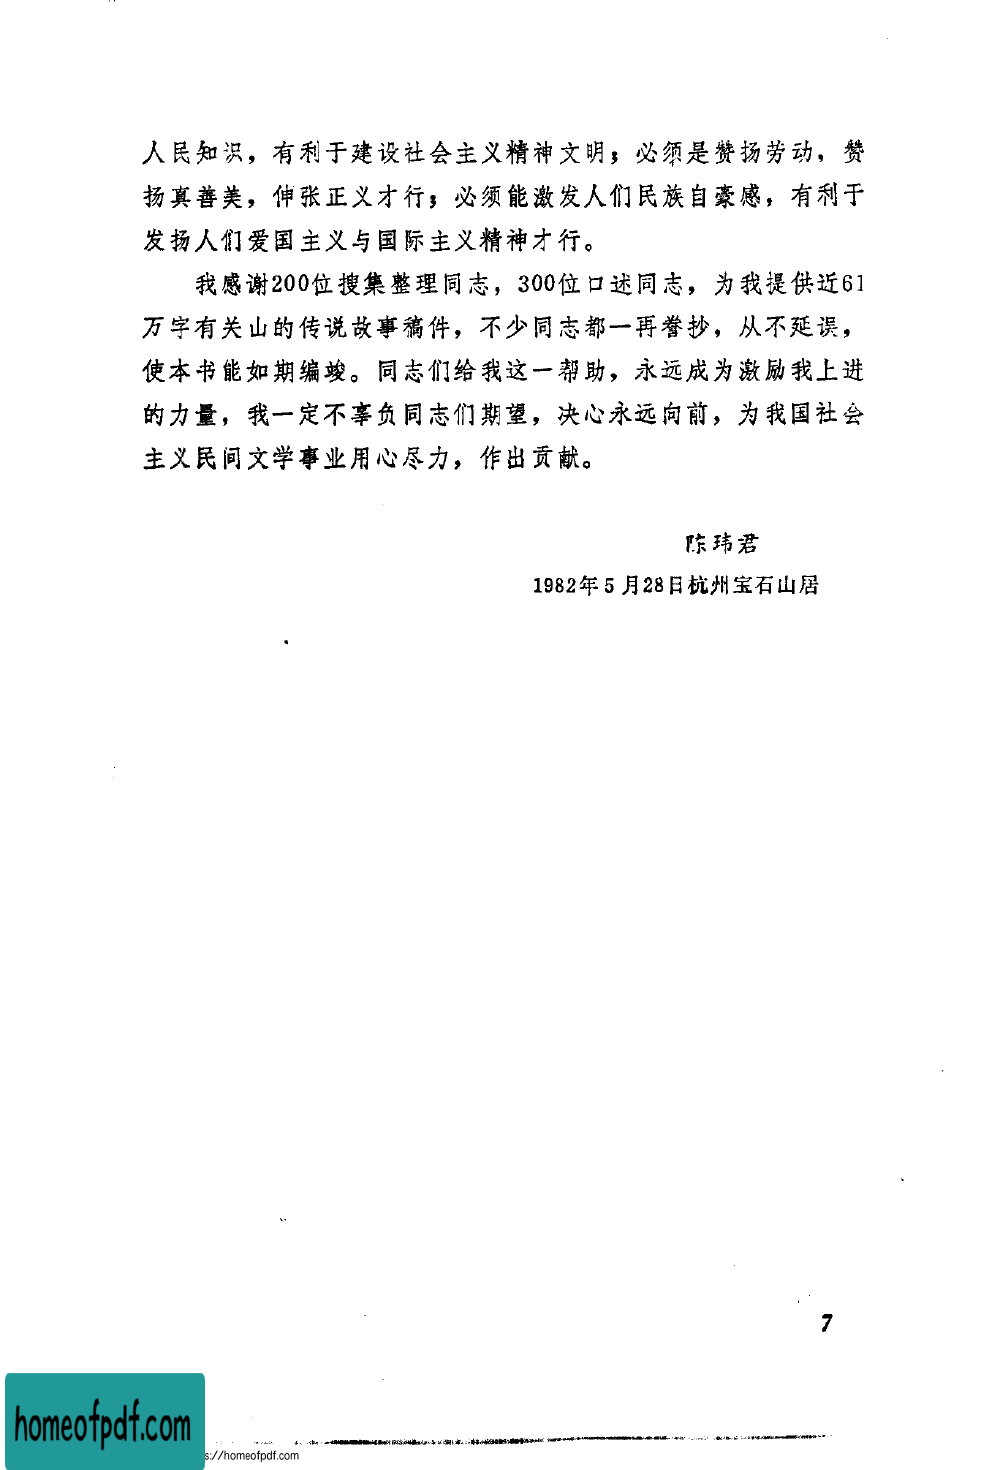 人民知识，有利于建设社会主义精神文明；必须是赞扬劳动，赞
扬真善美，伸张正义才行；必须能激发人们民族自豪感，有利于
发扬人们爱国主义与国际主义精神才行。
我感谢200位搜集整理同志，300位口述同志，为我提供近61
万字有关山的传说故事稿件，不少同志都一再誊抄，从不延误，
使本书能如期编竣。同志们给我这一帮助，永远成为激励我上进
的力量，我一定不辜负同志们期望，决心永远向前，为我国社会
主义民间文学事业用心尽力，作出贡献。
陈玮君
1982年5月28日杭州宝石山居
7
homeofpdf.com
s://homeofpdf.com